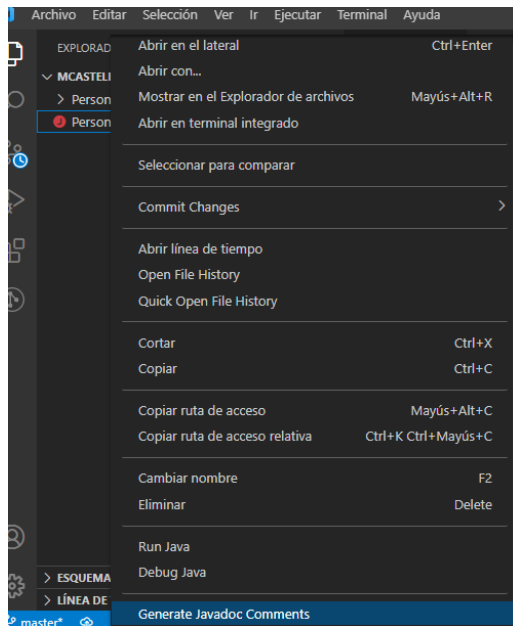 Archivo Editar Selección Ver Ir Ejecutar Terminal Ayuda
EXPLORAD
MCASTELI
Person
Person
Abrir en el lateral Ctrl+Enter
Abrir con...
Mostrar en el Explorador de archivos Mayús+Alt+R
Abrir en terminal integrado
Seleccionar para comparar
Commit Changes
Abrir línea de tiempo
Open File History
Quick Open File History
Cortar Ctrl+X
Copiar Ctrl+C
Copiar ruta de acceso Mayús+Alt+C
Copiar ruta de acceso relativa Ctrl+K Ctrl+Mayús+C
Cambiar nombre F2
Eliminar Delete
Run Java
Debug Java
Generate Javadoc Comments
ESQUEMA
LÍNEA DE
master*